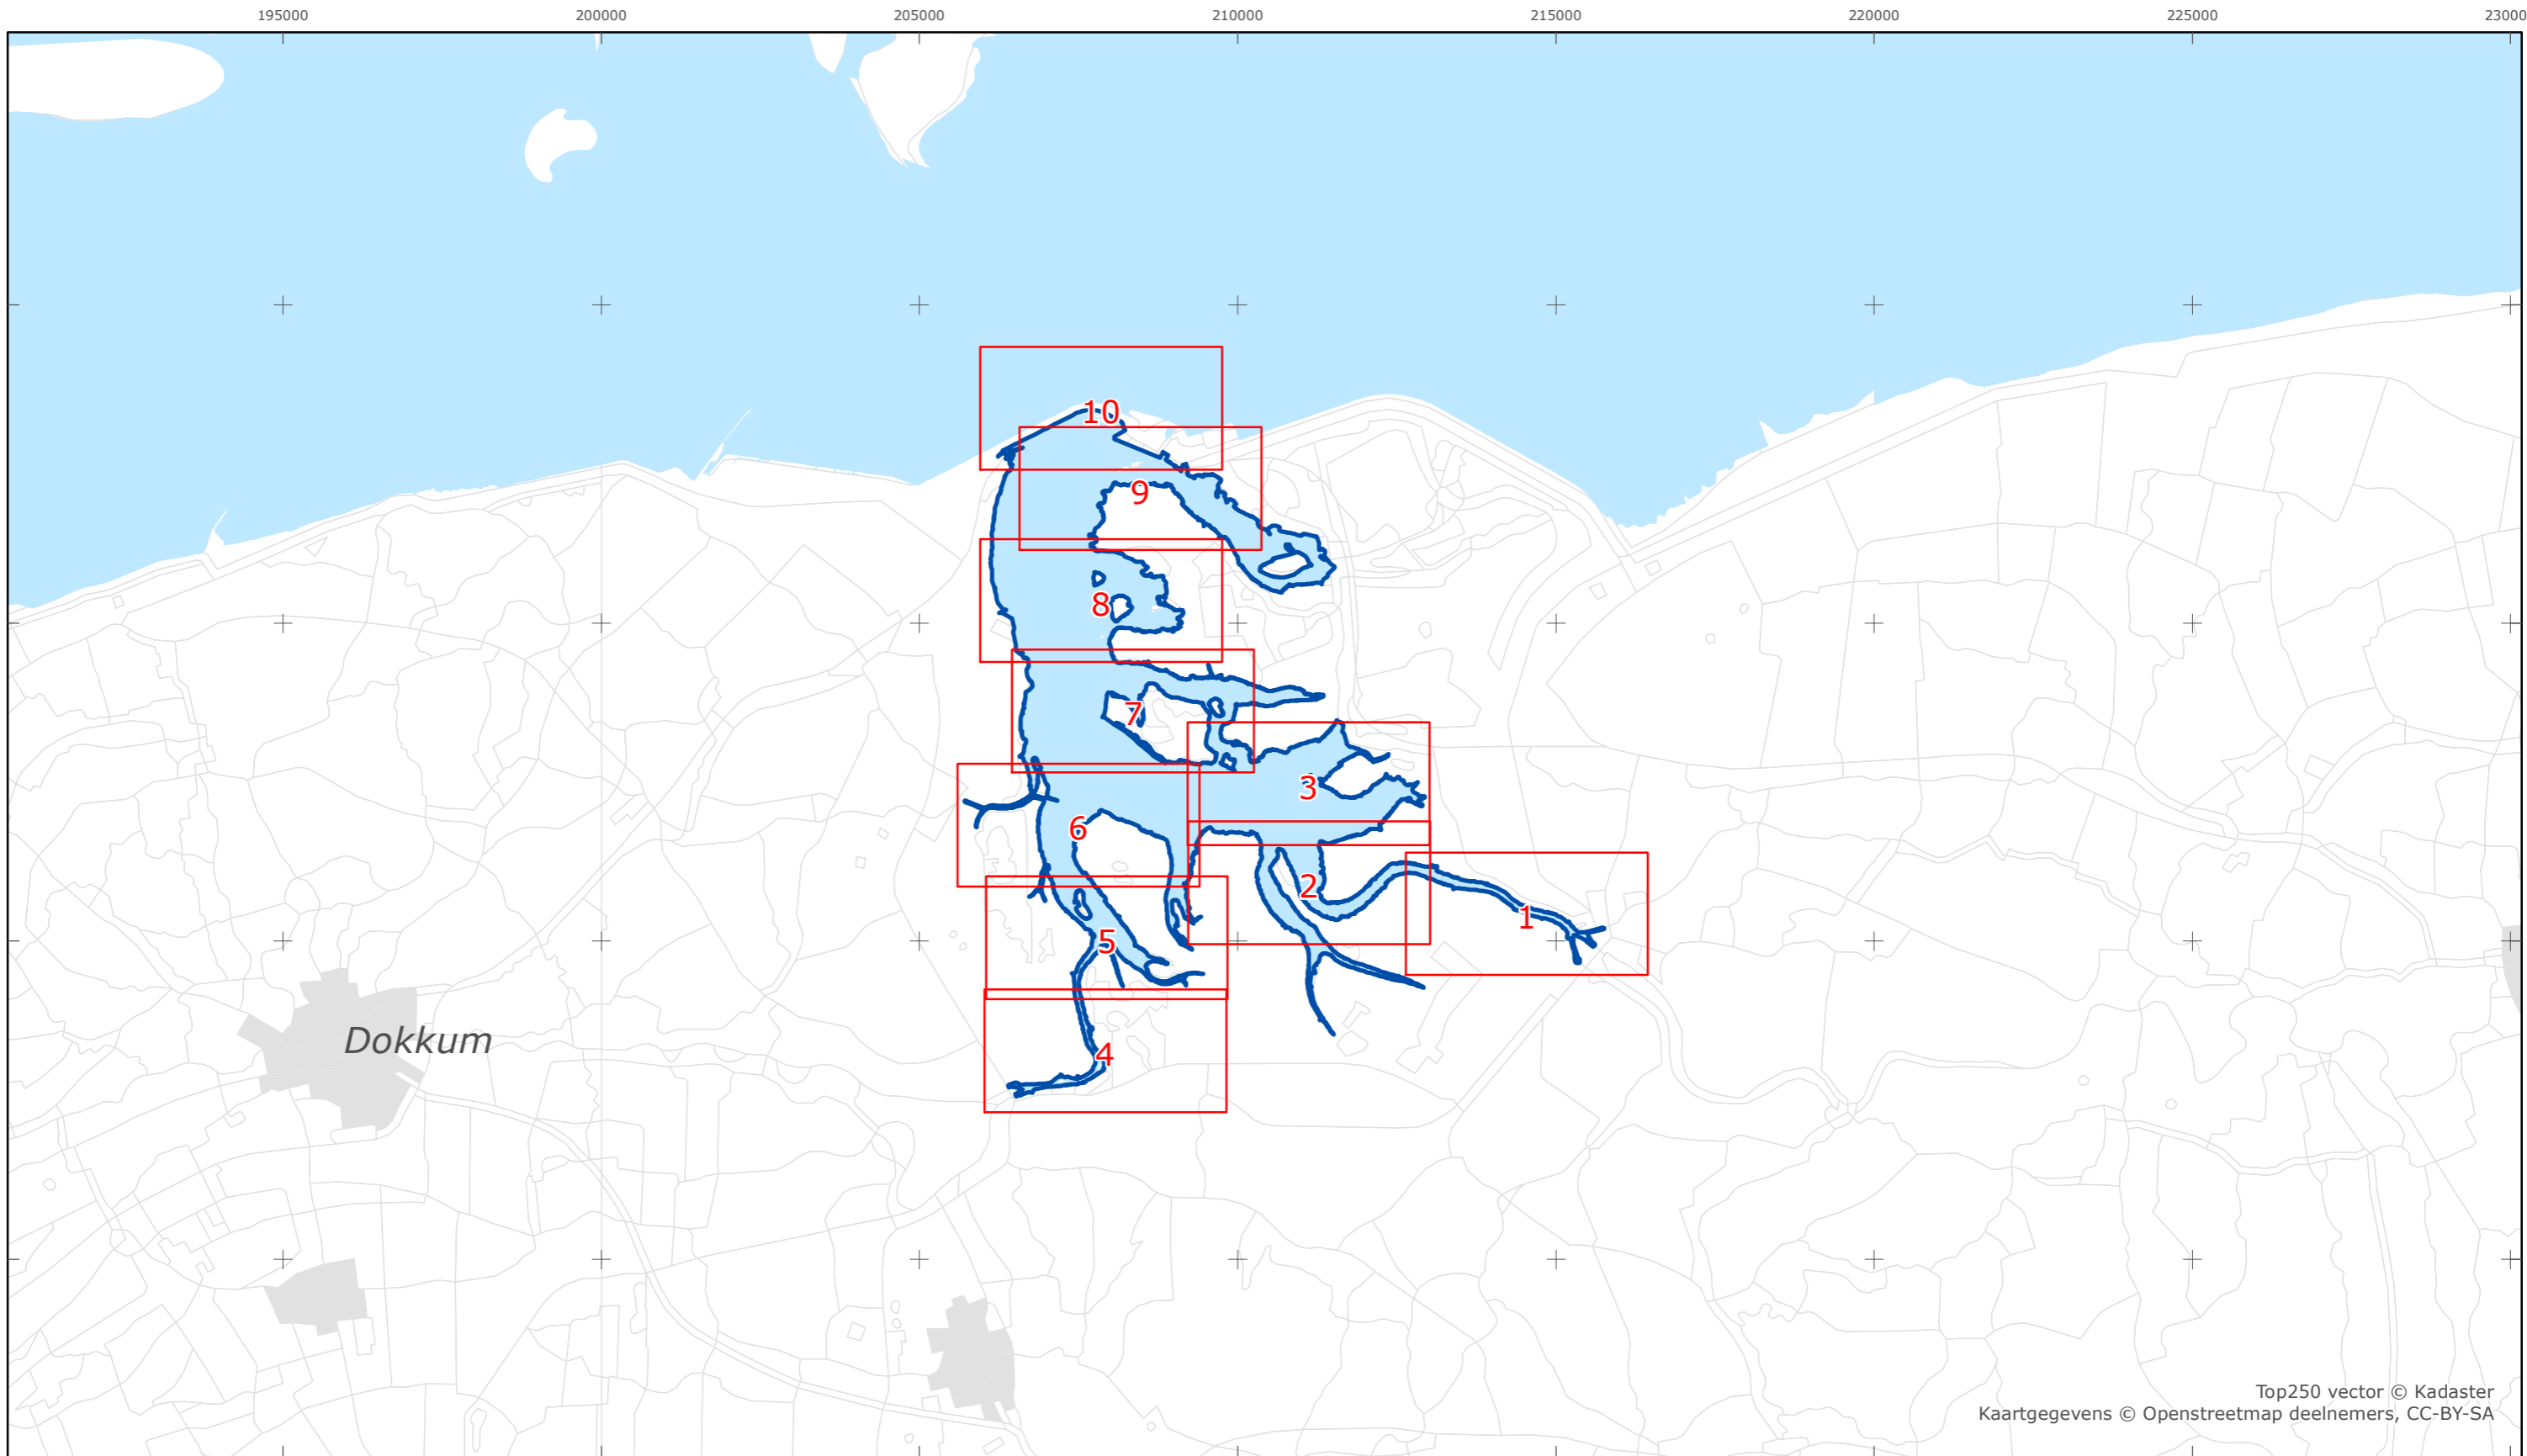 195000 200000 205000 210000 215000 220000 225000 23000
10
9
8
7
3
6
2
1
5
Dokkum
4
Top250 vector © Kadaster
Kaartgegevens © Openstreetmap deelnemers, CC-BY-SA